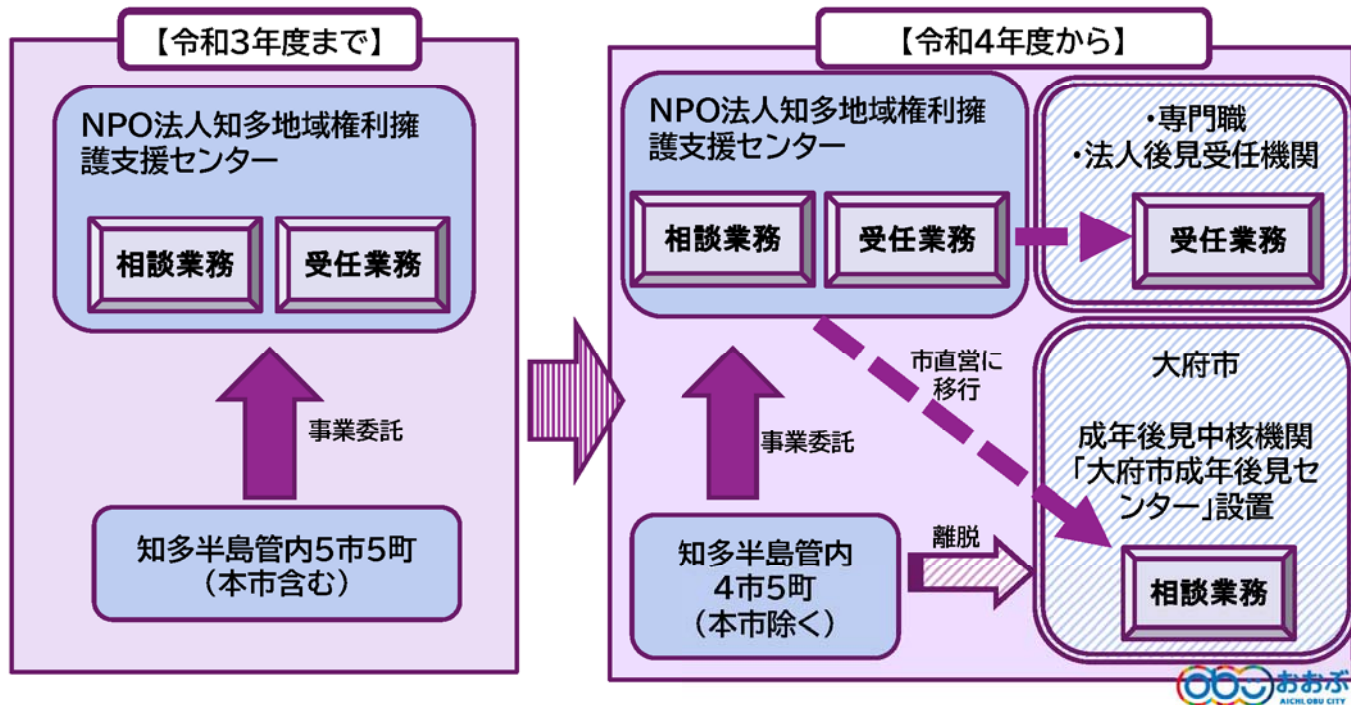 【令和3年度まで】
NPO法人知多地域権利擁
護支援センター
相談業務
受任業務
事業委託
知多半島管内5市5町
（本市含む）
【令和4年度から】
NPO法人知多地域権利擁
護支援センター
相談業務
受任業務
・専門職
・法人後見受任機関
受任業務
市直営に
移行
事業委託
知多半島管内
4市5町
（本市除く）
離脱
大府市
成年後見中核機関
「大府市成年後見セ
ンター」設置
相談業務
obu おおぶ
AICHI OBU CITY